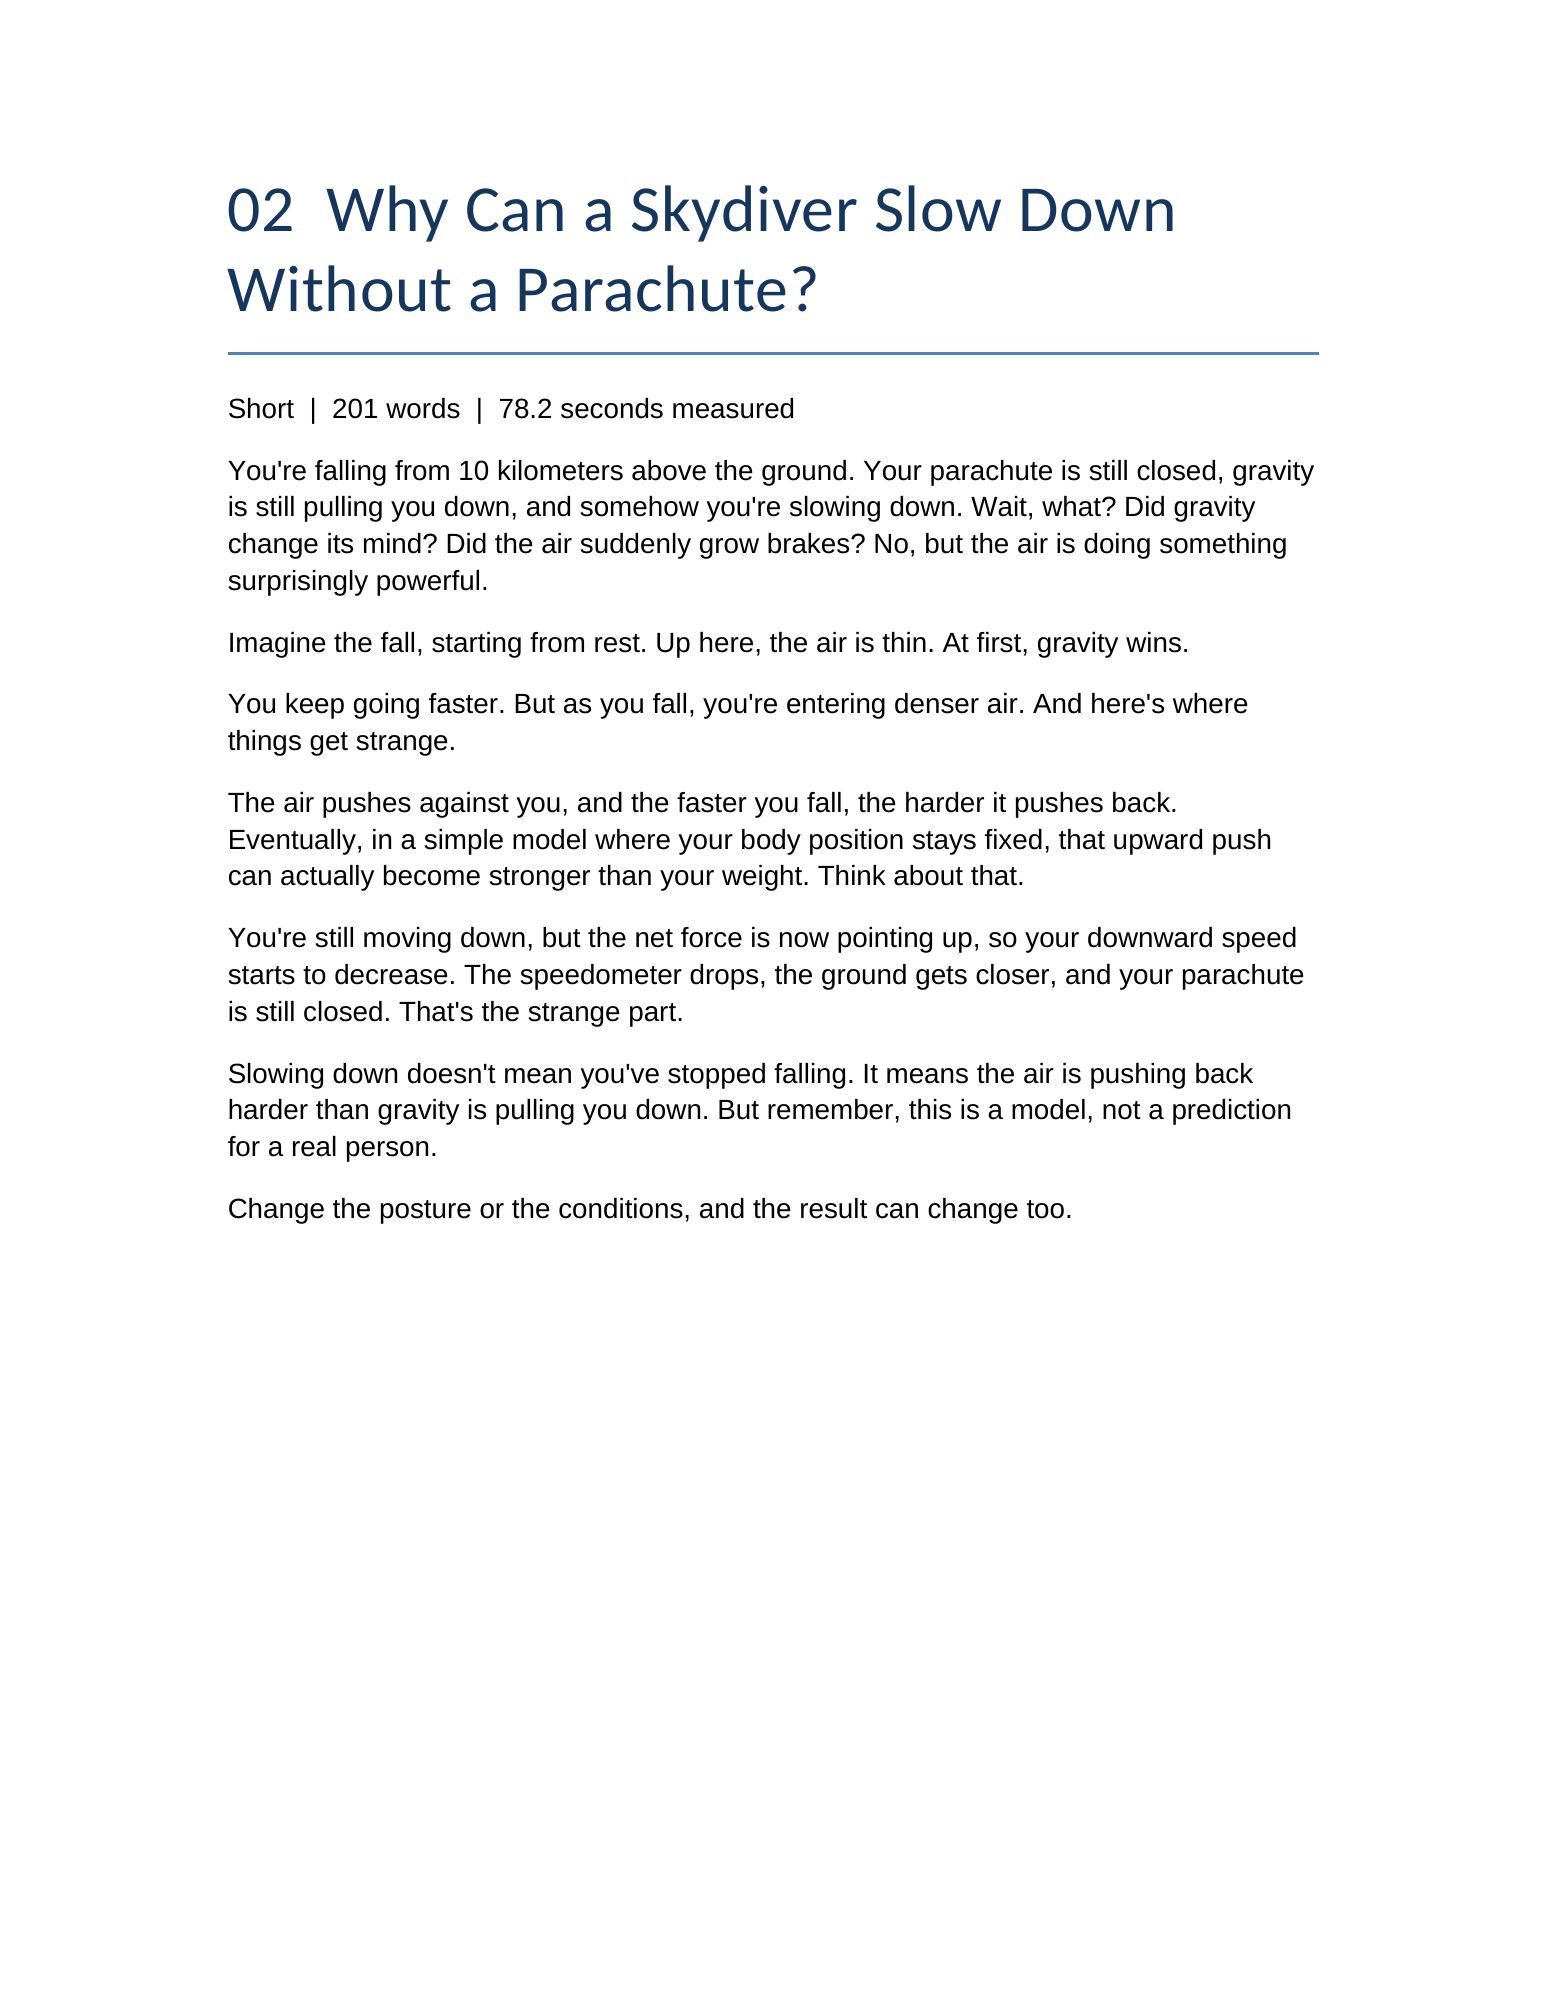 02  Why Can a Skydiver Slow Down
Without a Parachute?
Short  |  201 words  |  78.2 seconds measured
You're falling from 10 kilometers above the ground. Your parachute is still closed, gravity
is still pulling you down, and somehow you're slowing down. Wait, what? Did gravity
change its mind? Did the air suddenly grow brakes? No, but the air is doing something
surprisingly powerful.
Imagine the fall, starting from rest. Up here, the air is thin. At first, gravity wins.
You keep going faster. But as you fall, you're entering denser air. And here's where
things get strange.
The air pushes against you, and the faster you fall, the harder it pushes back.
Eventually, in a simple model where your body position stays fixed, that upward push
can actually become stronger than your weight. Think about that.
You're still moving down, but the net force is now pointing up, so your downward speed
starts to decrease. The speedometer drops, the ground gets closer, and your parachute
is still closed. That's the strange part.
Slowing down doesn't mean you've stopped falling. It means the air is pushing back
harder than gravity is pulling you down. But remember, this is a model, not a prediction
for a real person.
Change the posture or the conditions, and the result can change too.